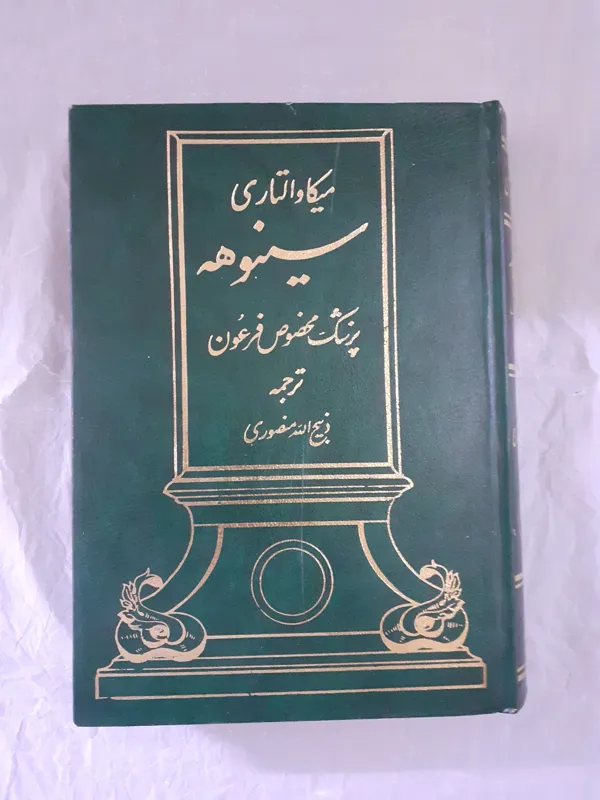 میکا والتاری
سینوهه
پزشک مخصوص فرعون
ترجمه
ذبیح الله منصوری